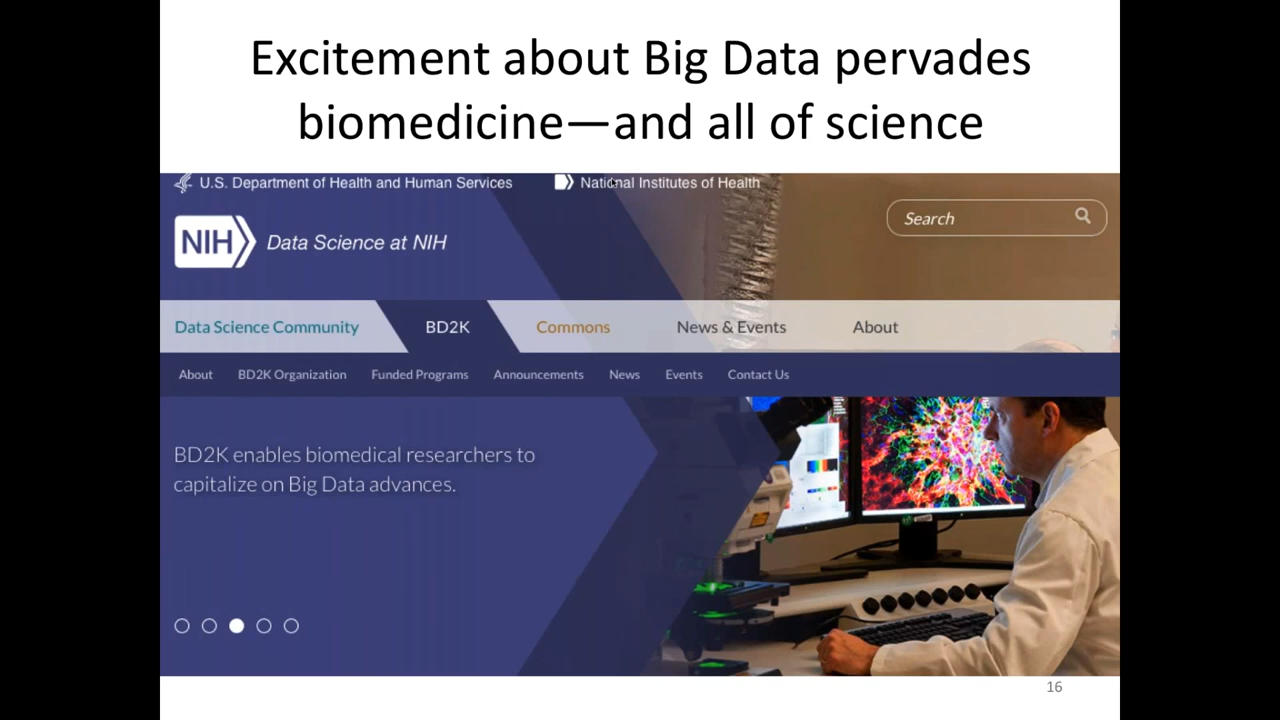 Excitement about Big Data pervades
biomedicine—and all of science
U.S. Department of Health and Human Services National Institutes of Health
Search
NIH Data Science at NIH
Data Science Community BD2K Commons News & Events About
About BD2K Organization Funded Programs Announcements News Events Contact Us
BD2K enables biomedical researchers to
capitalize on Big Data advances.
16